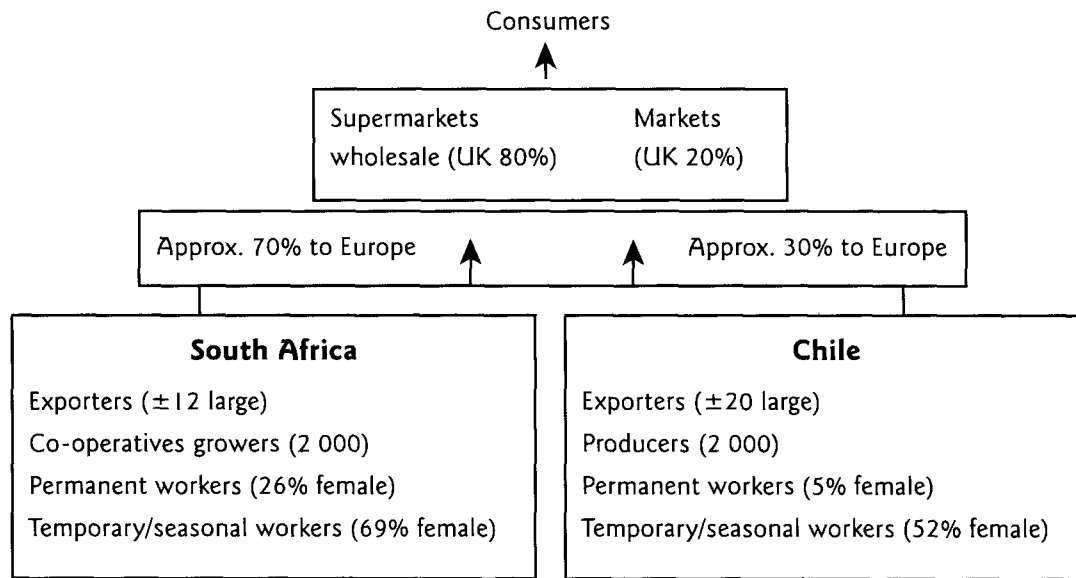 Consumers
Supermarkets
wholesale (UK 80%)
Markets
(UK 20%)
Approx. 70% to Europe
Approx. 30% to Europe
South Africa
Exporters (±12 large)
Co-operatives growers (2 000)
Permanent workers (26% female)
Temporary/seasonal workers (69% female)
Chile
Exporters (±20 large)
Producers (2 000)
Permanent workers (5% female)
Temporary/seasonal workers (52% female)